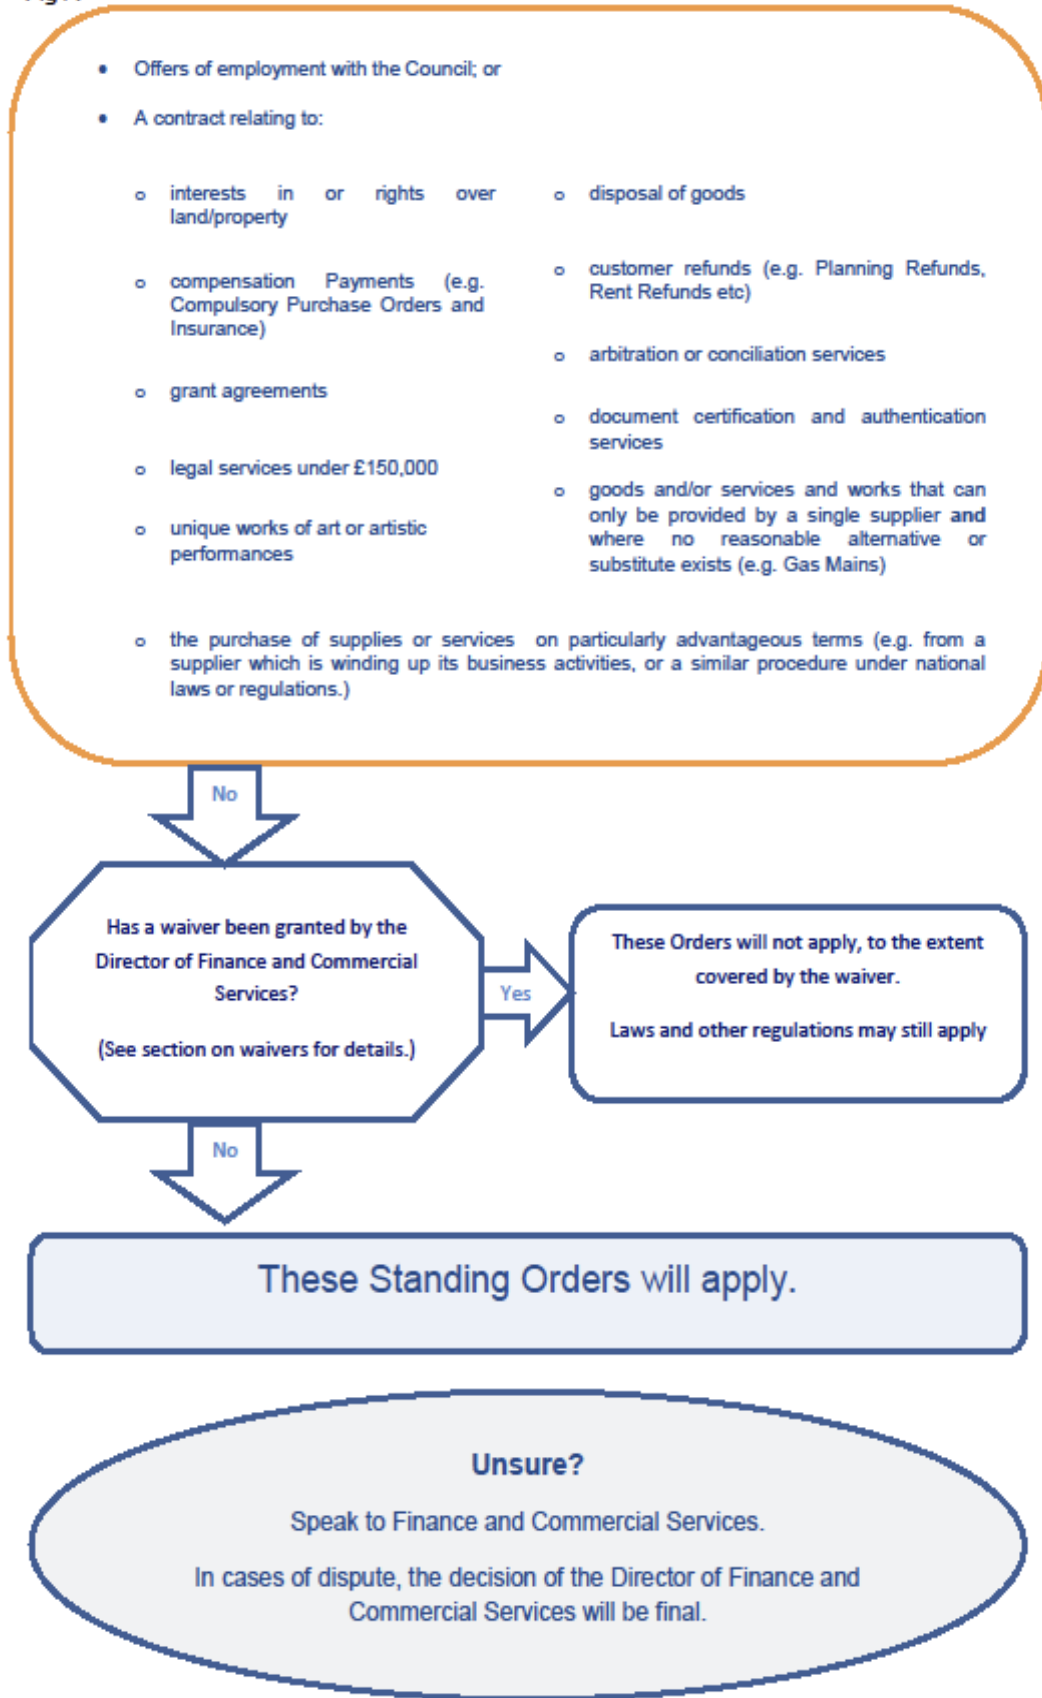 • Offers of employment with the Council; or
• A contract relating to:
o interests in or rights over
land/property
o compensation Payments (e.g.
Compulsory Purchase Orders and
Insurance)
o grant agreements
o legal services under £150,000
o unique works of art or artistic
performances
o disposal of goods
o customer refunds (e.g. Planning Refunds,
Rent Refunds etc)
o arbitration or conciliation services
o document certification and authentication
services
o goods and/or services and works that can
only be provided by a single supplier and
where no reasonable alternative or
substitute exists (e.g. Gas Mains)
o the purchase of supplies or services on particularly advantageous terms (e.g. from a
supplier which is winding up its business activities, or a similar procedure under national
laws or regulations.)
No
Has a waiver been granted by the
Director of Finance and Commercial
Services?
(See section on waivers for details.)
Yes
These Orders will not apply, to the extent
covered by the waiver.
Laws and other regulations may still apply
No
These Standing Orders will apply.
Unsure?
Speak to Finance and Commercial Services.
In cases of dispute, the decision of the Director of Finance and
Commercial Services will be final.